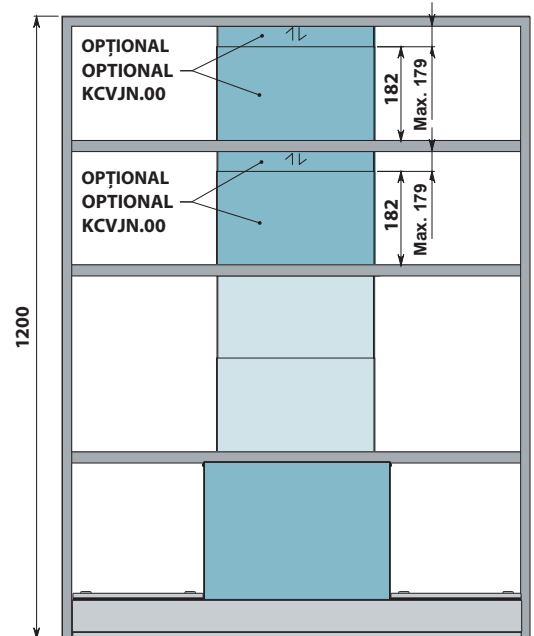 OPȚIONAL
OPTIONAL
KCVJN.00
182
Max. 179
OPȚIONAL
OPTIONAL
KCVJN.00
182
Max. 179
1200